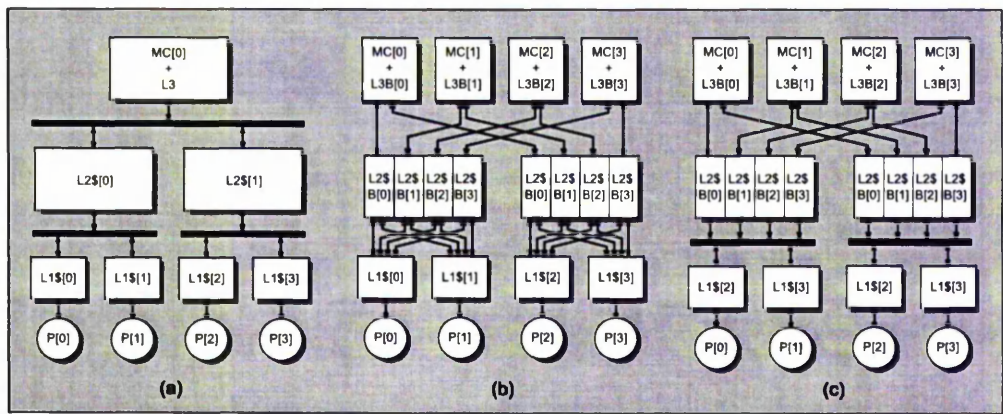 MC[0]
+
L3
L2$[0]
L2$[1]
L1$[0]
L1$[1]
L1$[2]
L1$[3]
P[0]
P[1]
P[2]
P[3]
(a)
MC[0]
+
L3B[0]
MC[1]
+
L3B[1]
MC[2]
+
L3B[2]
MC[3]
+
L3B[3]
L2$
B[0]
L2$
B[1]
L2$
B[2]
L2$
B[3]
L2$
B[0]
L2$
B[1]
L2$
B[2]
L2$
B[3]
L1$[0]
L1$[1]
L1$[2]
L1$[3]
P[0]
P[1]
P[2]
P[3]
(b)
MC[0]
+
L3B[0]
MC[1]
+
L3B[1]
MC[2]
+
L3B[2]
MC[3]
+
L3B[3]
L2$
B[0]
L2$
B[1]
L2$
B[2]
L2$
B[3]
L2$
B[0]
L2$
B[1]
L2$
B[2]
L2$
B[3]
L1$[2]
L1$[3]
L1$[2]
L1$[3]
P[0]
P[1]
P[2]
P[3]
(c)